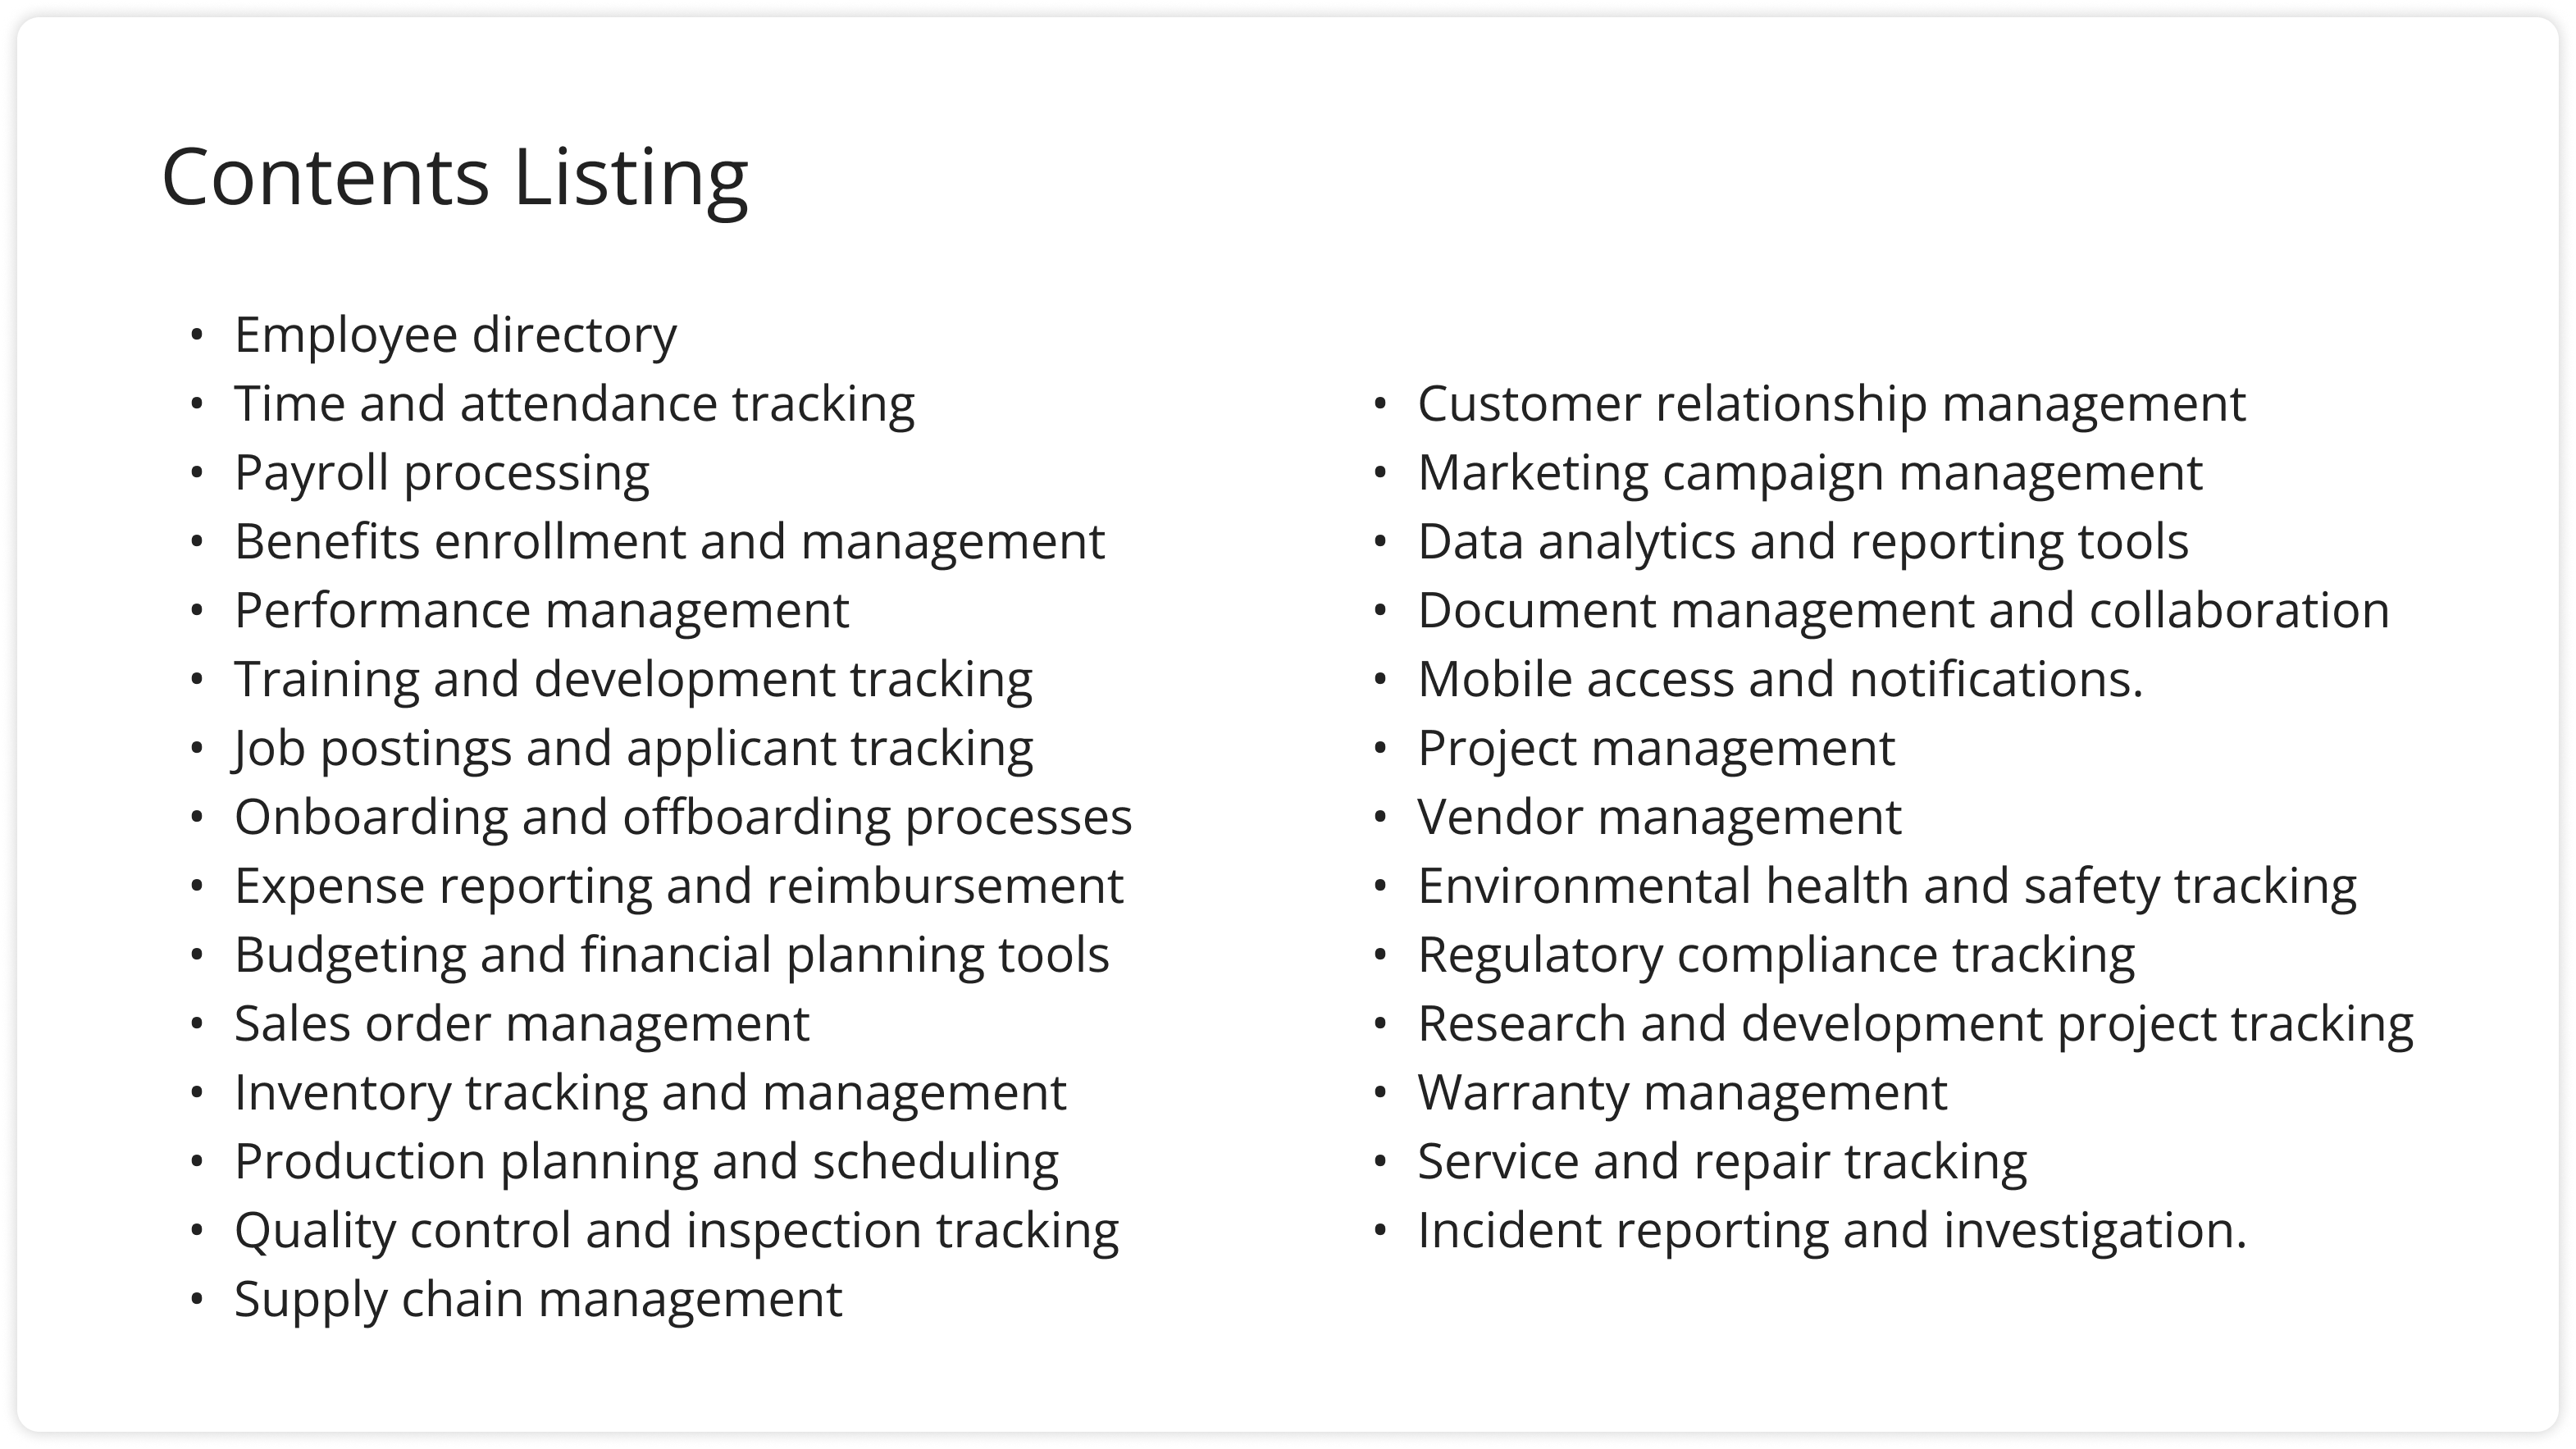 Contents Listing
• Employee directory
• Time and attendance tracking
• Payroll processing
• Benefits enrollment and management
• Performance management
• Training and development tracking
• Job postings and applicant tracking
• Onboarding and offboarding processes
• Expense reporting and reimbursement
• Budgeting and financial planning tools
• Sales order management
• Inventory tracking and management
• Production planning and scheduling
• Quality control and inspection tracking
• Supply chain management
• Customer relationship management
• Marketing campaign management
• Data analytics and reporting tools
• Document management and collaboration
• Mobile access and notifications.
• Project management
• Vendor management
• Environmental health and safety tracking
• Regulatory compliance tracking
• Research and development project tracking
• Warranty management
• Service and repair tracking
• Incident reporting and investigation.